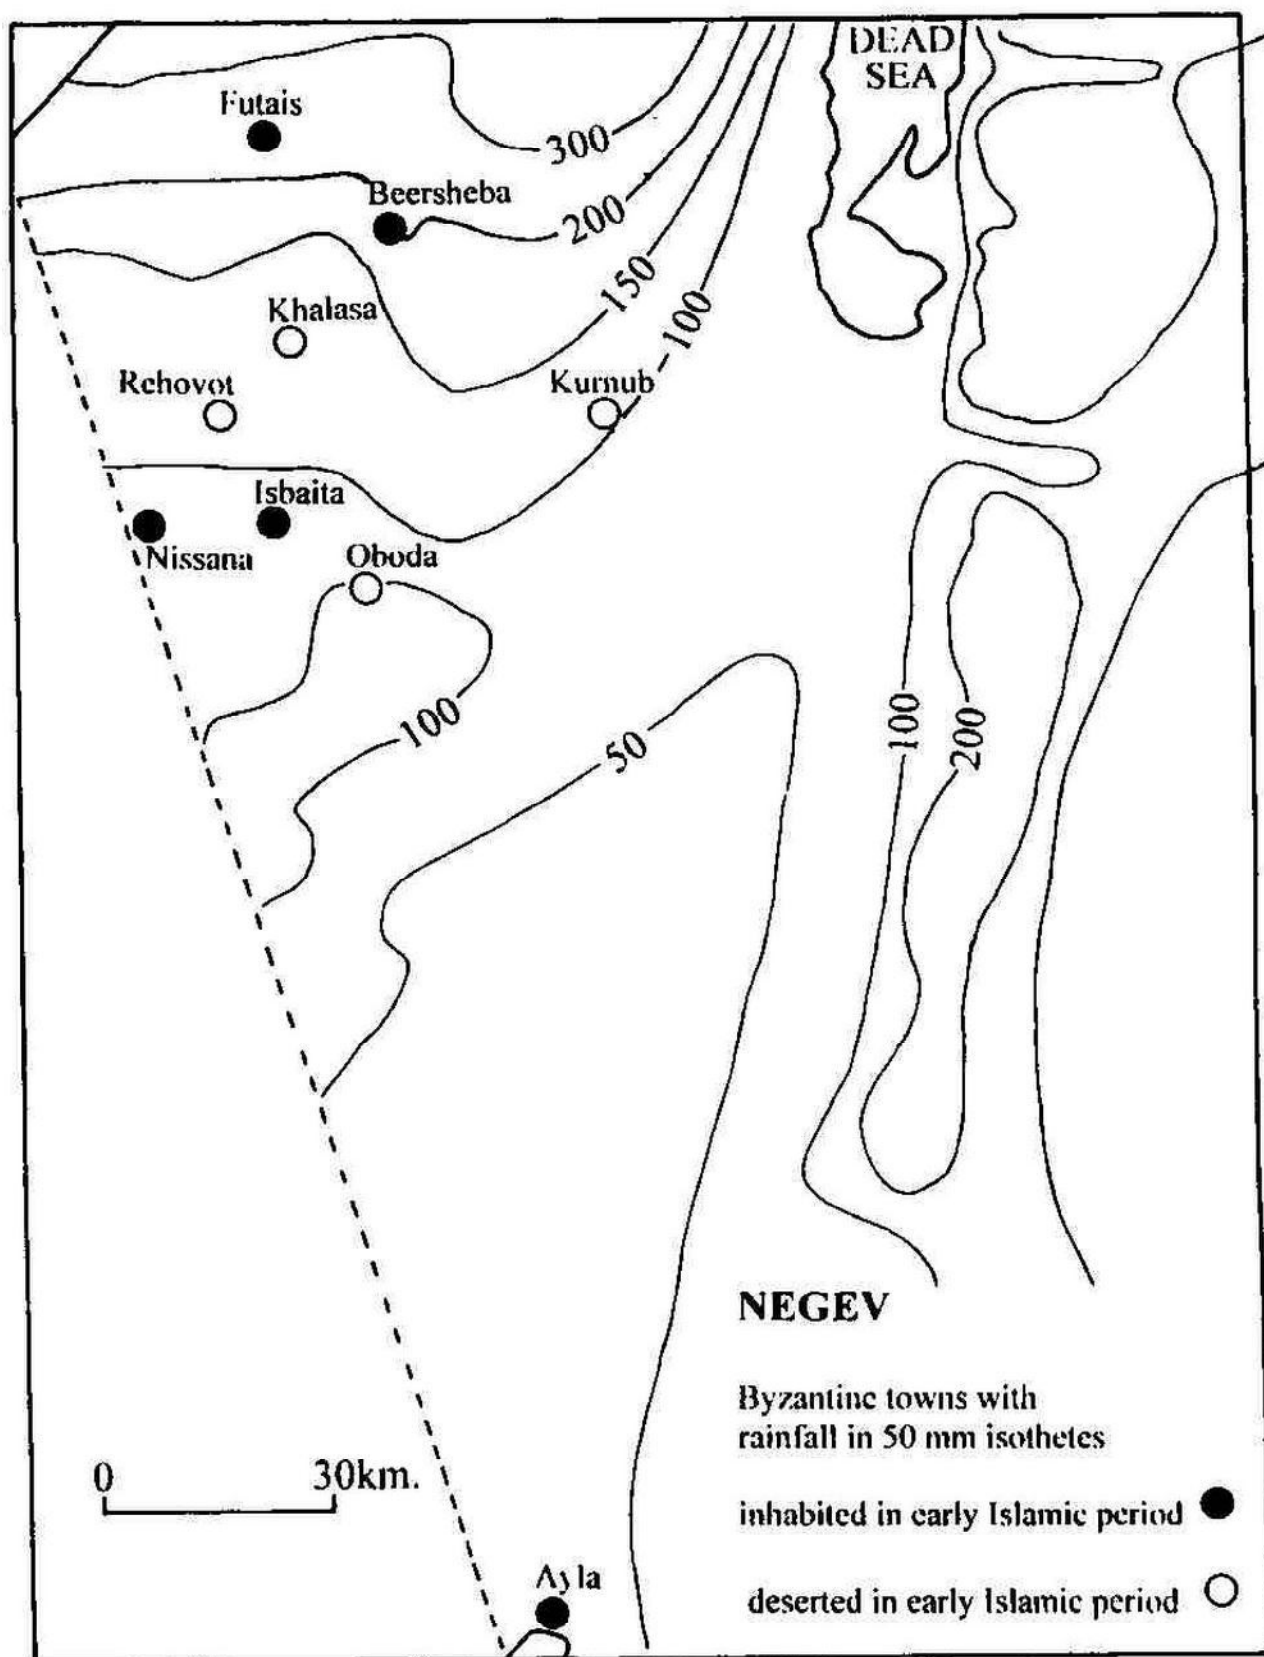 DEAD
SEA
Futais
300
Beersheba
200
150
100
Khalasa
Rehovot
Kurnub
Isbaita
Nissana
Oboda
100
50
100
200
NEGEV
Byzantine towns with
rainfall in 50 mm isothetes
0 30km.
inhabited in early Islamic period
Ayla
deserted in early Islamic period